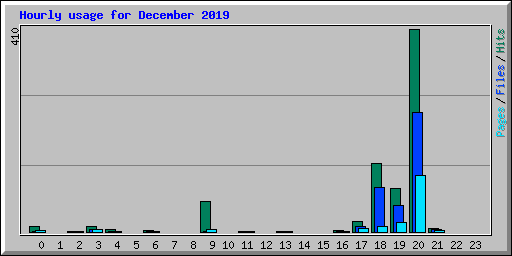 Hourly usage for December 2019
410
Pages/Files/Hits
0 1 2 3 4 5 6 7 8 9 10 11 12 13 14 15 16 17 18 19 20 21 22 23